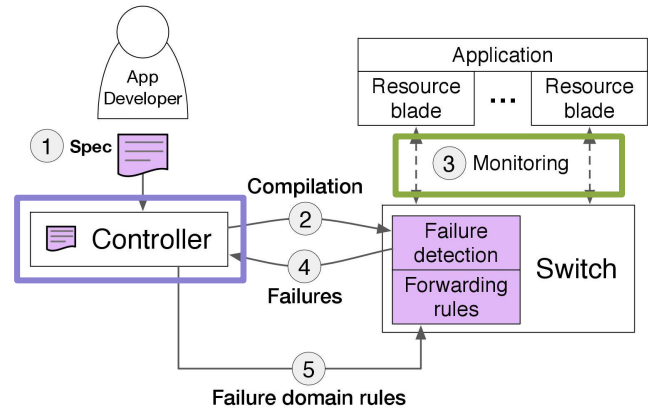 App
Developer
1 Spec
Application
Resource
blade
...
Resource
blade
3 Monitoring
Compilation
2
Controller
4
Failures
Failure
detection
Forwarding
rules
Switch
5
Failure domain rules